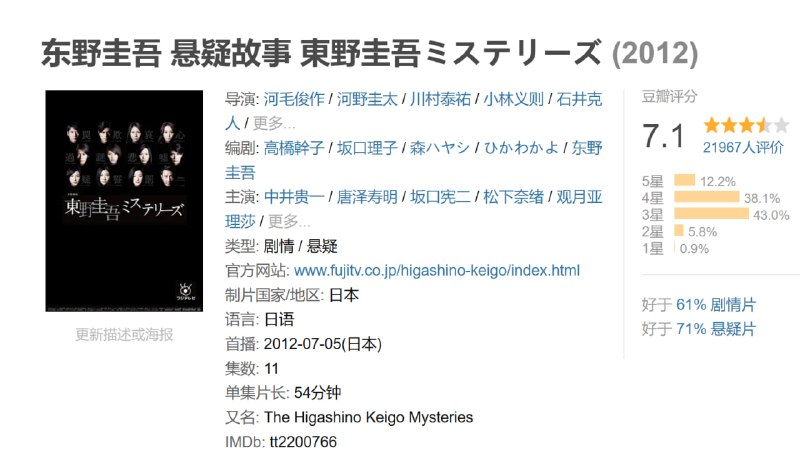 东野圭吾 悬疑故事 東野圭吾ミステリーズ (2012)
東野圭吾ミステリーズ
フジテレビ
更新描述或海报
导演: 河毛俊作 / 河野圭太 / 川村泰祐 / 小林义则 / 石井克
人 / 更多...
编剧: 高橋幹子 / 坂口理子 / 森ハヤシ / ひかわかよ / 东野
圭吾
主演: 中井贵一 / 唐泽寿明 / 坂口宪二 / 松下奈绪 / 观月亚
理莎 / 更多...
类型: 剧情 / 悬疑
官方网站: www.fujitv.co.jp/higashino-keigo/index.html
制片国家/地区: 日本
语言: 日语
首播: 2012-07-05(日本)
集数: 11
单集片长: 54分钟
又名: The Higashino Keigo Mysteries
IMDb: tt2200766
豆瓣评分
7.1
21967人评价
5星 12.2%
4星 38.1%
3星 43.0%
2星 5.8%
1星 0.9%
好于 61% 剧情片
好于 71% 悬疑片